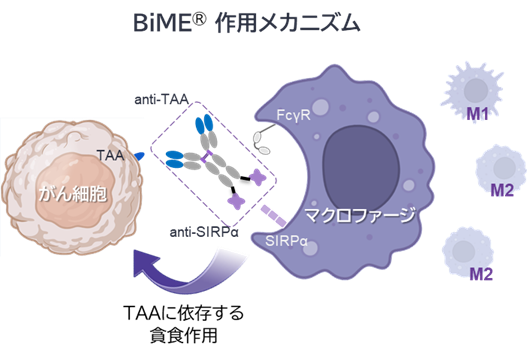 BiME® 作用メカニズム
anti-TAA
FcγR
M1
TAA
がん細胞
M2
マクロファージ
anti-SIRPα
SIRPα
M2
TAAに依存する
貪食作用